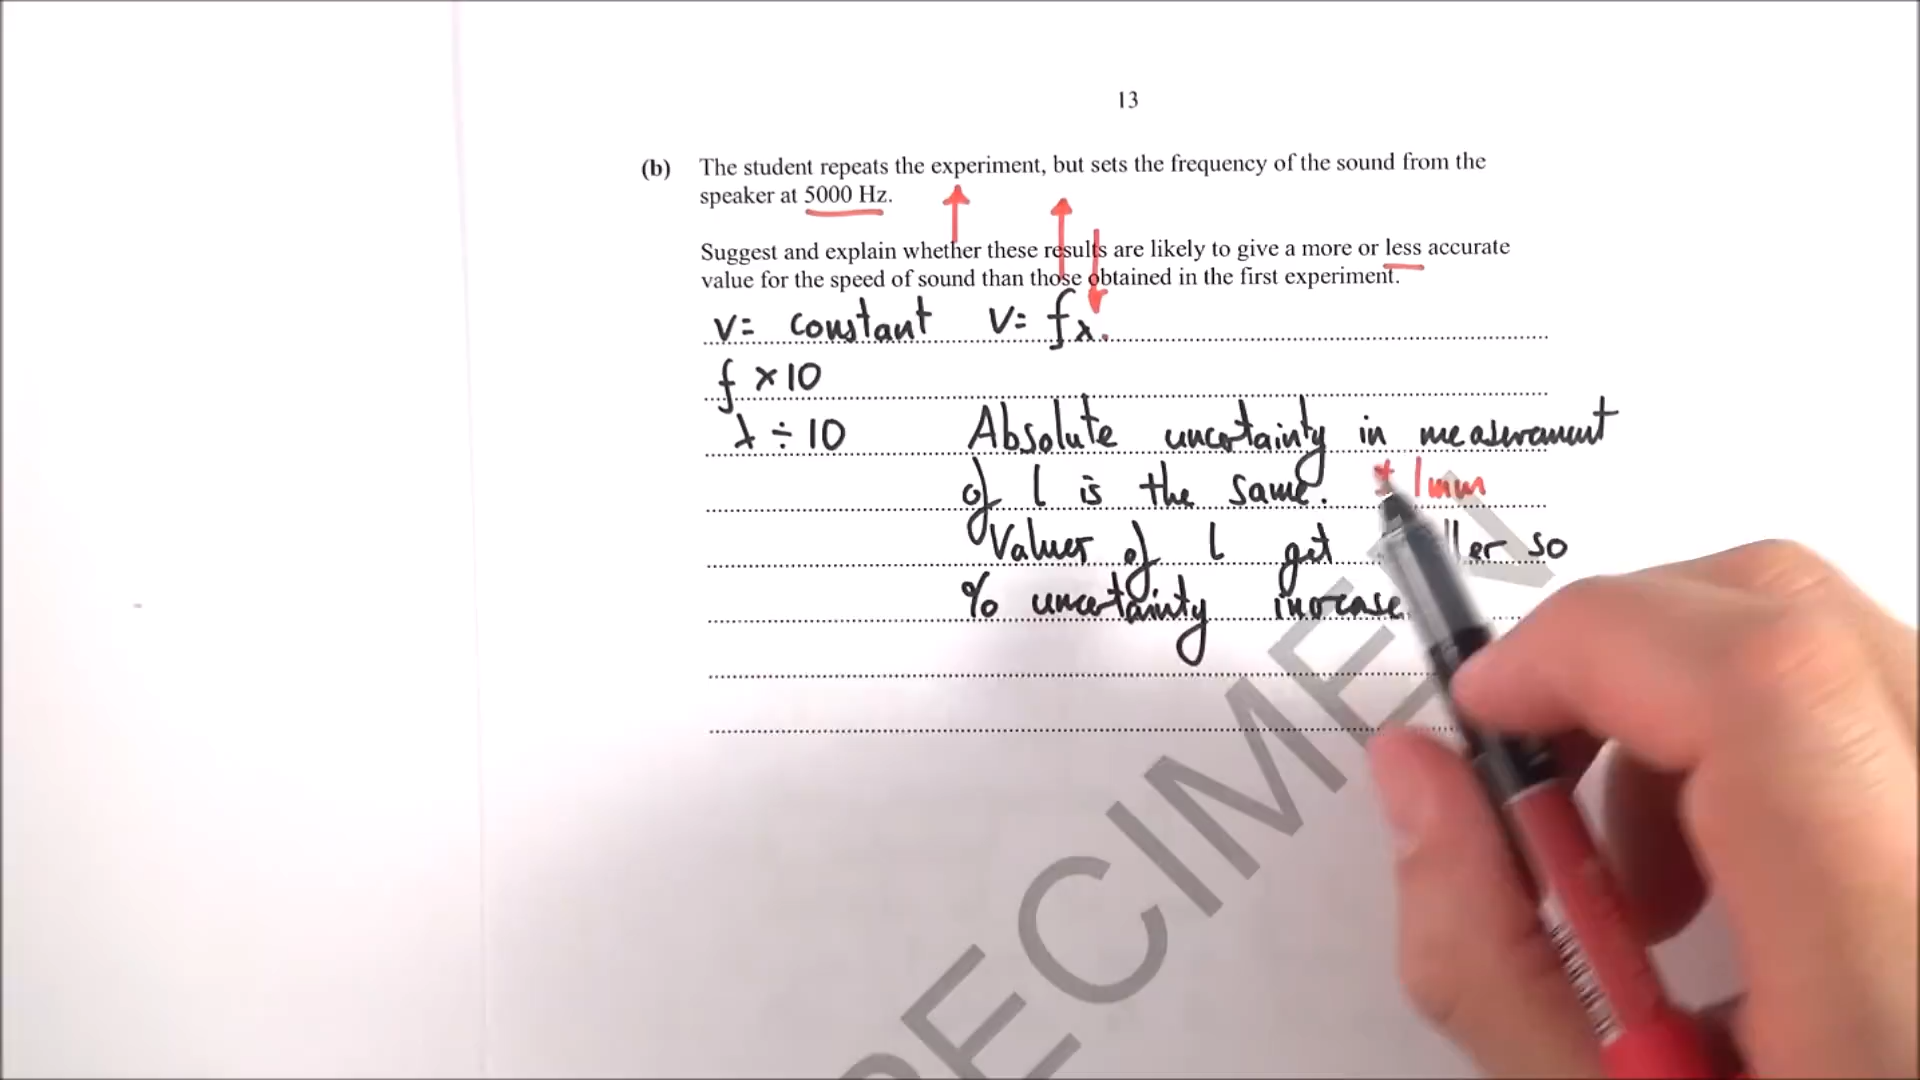 13
(b) The student repeats the experiment, but sets the frequency of the sound from the
speaker at 5000 Hz.
Suggest and explain whether these results are likely to give a more or less accurate
value for the speed of sound than those obtained in the first experiment.
v= constant v= fλ.
f ×10
λ ÷ 10 Absolute uncertainty in measurement
of l is the same. ± 1mm
Values of l get so
% uncertainty increase.
SPECIMEN